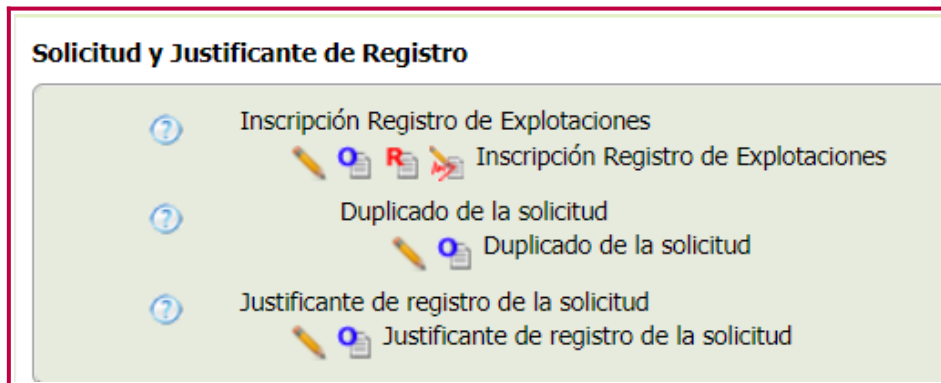 Solicitud y Justificante de Registro
Inscripción Registro de Explotaciones
O R Inscripción Registro de Explotaciones
Duplicado de la solicitud
O Duplicado de la solicitud
Justificante de registro de la solicitud
O Justificante de registro de la solicitud